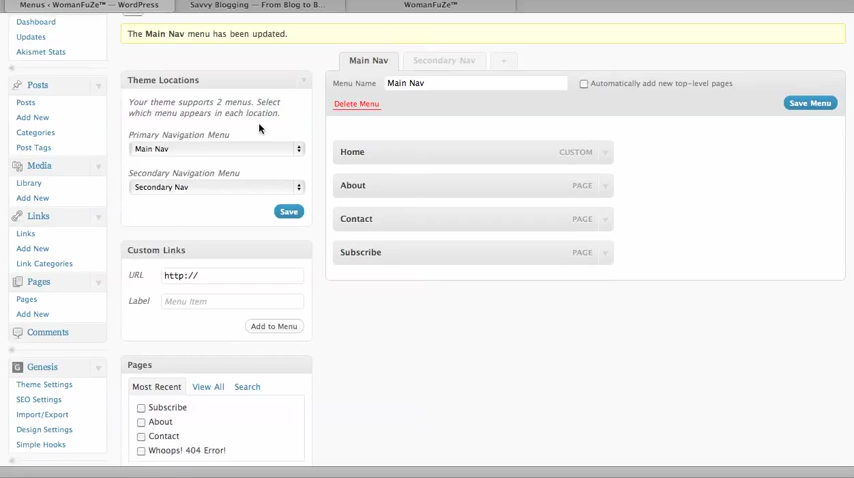 Menus ‹ WomanFuZe™ — WordPress
Savvy Blogging — From Blog to B...
WomanFuZe™
Dashboard
Updates
Akismet Stats
Posts
Posts
Add New
Categories
Post Tags
Media
Library
Add New
Links
Links
Add New
Link Categories
Pages
Pages
Add New
Comments
G Genesis
Theme Settings
SEO Settings
Import/Export
Design Settings
Simple Hooks
The Main Nav menu has been updated.
Theme Locations
Your theme supports 2 menus. Select
which menu appears in each location.
Primary Navigation Menu
Main Nav
Secondary Navigation Menu
Secondary Nav
Save
Custom Links
URL http://
Label Menu Item
Add to Menu
Pages
Most Recent View All Search
Subscribe
About
Contact
Whoops! 404 Error!
Main Nav Secondary Nav +
Menu Name Main Nav Automatically add new top-level pages
Delete Menu Save Menu
Home CUSTOM
About PAGE
Contact PAGE
Subscribe PAGE